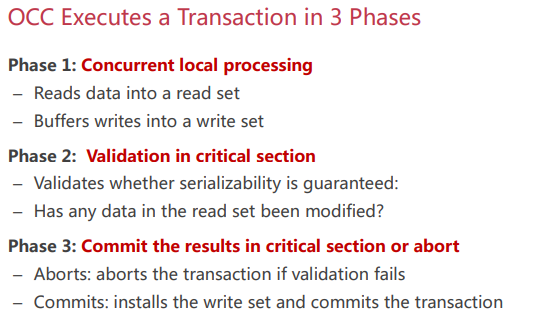 OCC Executes a Transaction in 3 Phases
Phase 1: Concurrent local processing
– Reads data into a read set
– Buffers writes into a write set
Phase 2: Validation in critical section
– Validates whether serializability is guaranteed:
– Has any data in the read set been modified?
Phase 3: Commit the results in critical section or abort
– Aborts: aborts the transaction if validation fails
– Commits: installs the write set and commits the transaction